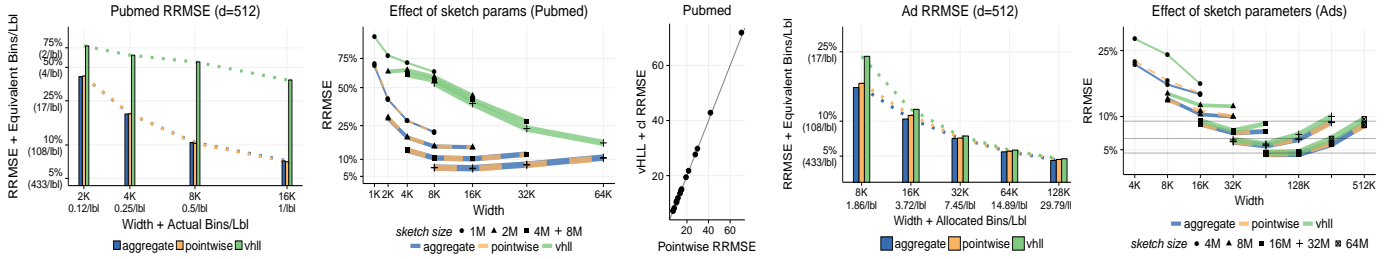 Pubmed RRMSE (d=512)
RRMSE + Equivalent Bins/Lbl
75%
(2/lbl)
50%
(4/lbl)
25%
(17/lbl)
10%
(108/lbl)
5%
(433/lbl)
2K
4K
8K
16K
0.12/lbl
0.25/lbl
0.5/lbl
1/lbl
Width + Actual Bins/Lbl
aggregate
pointwise
vhll
Effect of sketch params (Pubmed)
RRMSE
75%
50%
25%
10%
5%
1K
2K
4K
8K
16K
32K
64K
Width
sketch size
1M
2M
4M
8M
aggregate
pointwise
vhll
Pubmed
vHLL + ctl RRMSE
60
40
20
20
40
60
Pointwise RRMSE
Ad RRMSE (d=512)
RRMSE + Equivalent Bins/Lbl
25%
(17/lbl)
10%
(108/lbl)
5%
(433/lbl)
8K
16K
32K
64K
128K
1.86/lbl
3.72/lbl
7.45/lbl
14.89/lbl
29.79/lbl
Width + Allocated Bins/Lbl
aggregate
pointwise
vhll
Effect of sketch parameters (Ads)
RRMSE
25%
10%
5%
4K
8K
16K
32K
128K
512K
Width
aggregate
pointwise
vhll
sketch size
4M
8M
16M
32M
64M